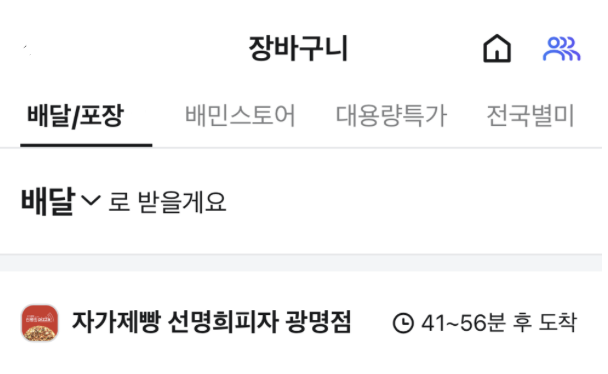 장바구니
배달/포장 배민스토어 대용량특가 전국별미
배달 로 받을게요
자가제빵 선명희피자 광명점 41~56분 후 도착